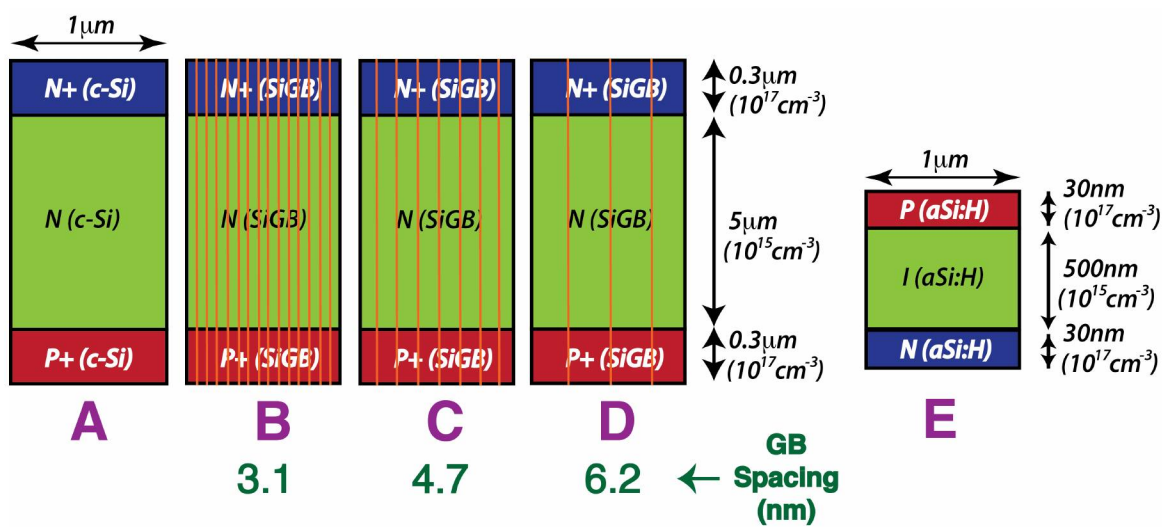 1μm
N+ (c-Si)
N (c-Si)
P+ (c-Si)
A
N+ (SiGB)
N (SiGB)
P+ (SiGB)
B
3.1
N+ (SiGB)
N (SiGB)
P+ (SiGB)
C
4.7
N+ (SiGB)
N (SiGB)
P+ (SiGB)
D
6.2
0.3μm
(10¹⁷cm⁻³)
5μm
(10¹⁵cm⁻³)
0.3μm
(10¹⁷cm⁻³)
GB
Spacing
(nm)
1μm
P (aSi:H)
I (aSi:H)
N (aSi:H)
E
30nm
(10¹⁷cm⁻³)
500nm
(10¹⁵cm⁻³)
30nm
(10¹⁷cm⁻³)